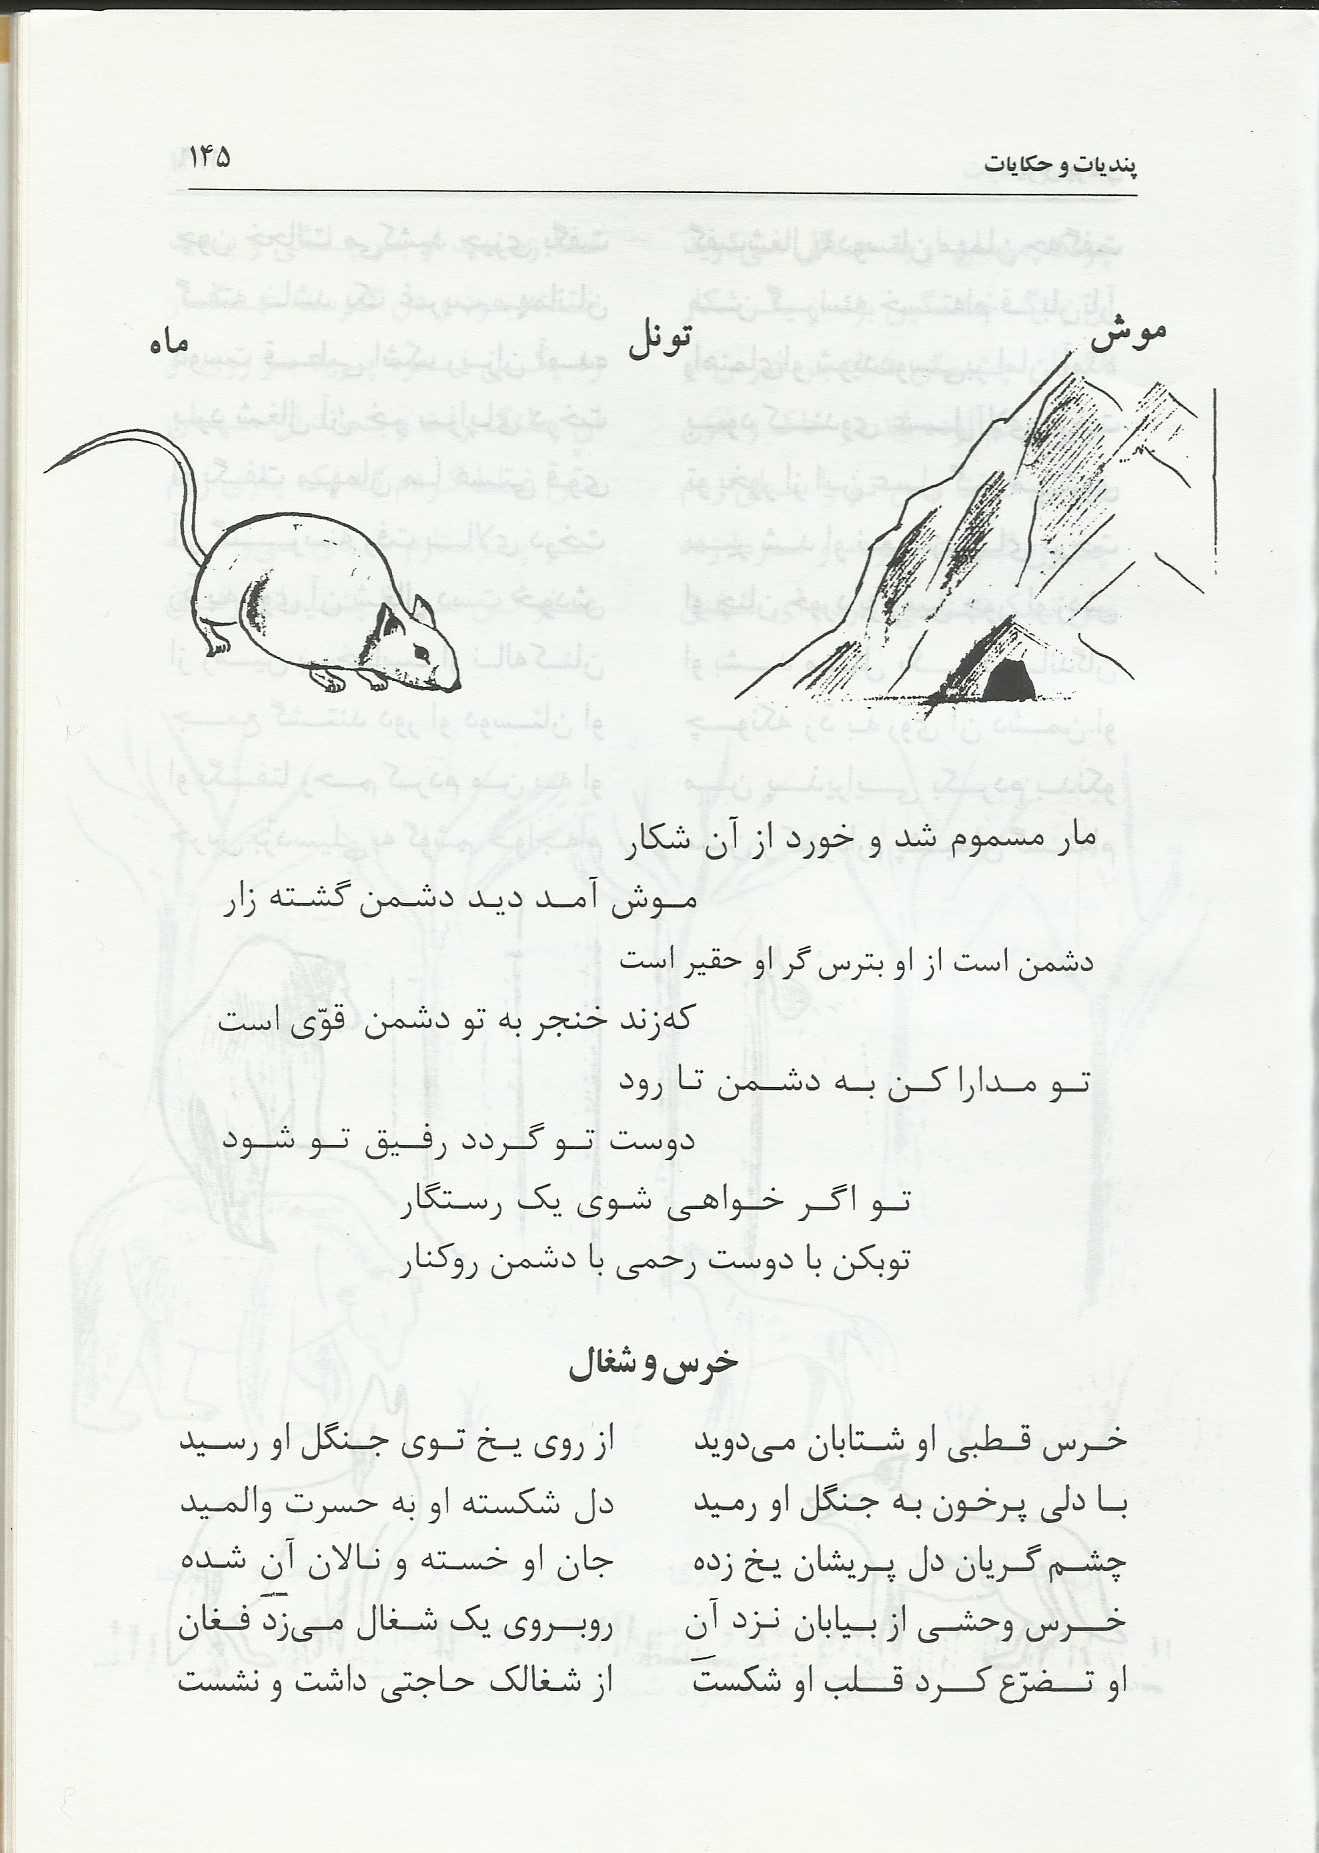 پندیات و حکایات ۱۴۵
موش تونل ماه
مار مسموم شد و خورد از آن شکار
موش آمد دید دشمن گشته زار
دشمن است از او بترس گر او حقیر است
که‌زند خنجر به تو دشمن قوّی است
تو مدارا کن به دشمن تا رود
دوست تو گردد رفیق تو شود
تو اگر خواهی شوی یک رستگار
توبکن با دوست رحمی با دشمن روکنار
خرس و شغال
خرس قطبی او شتابان می‌دوید از روی یخ توی جنگل او رسید
با دلی پرخون به جنگل او رمید دل شکسته او به حسرت والمید
چشم گریان دل پریشان یخ زده جان او خسته و نالان آن شده
خرس وحشی از بیابان نزد آن روبروی یک شغال می‌زد فغان
او تضرّع کرد قلب او شکست از شغالک حاجتی داشت و نشست